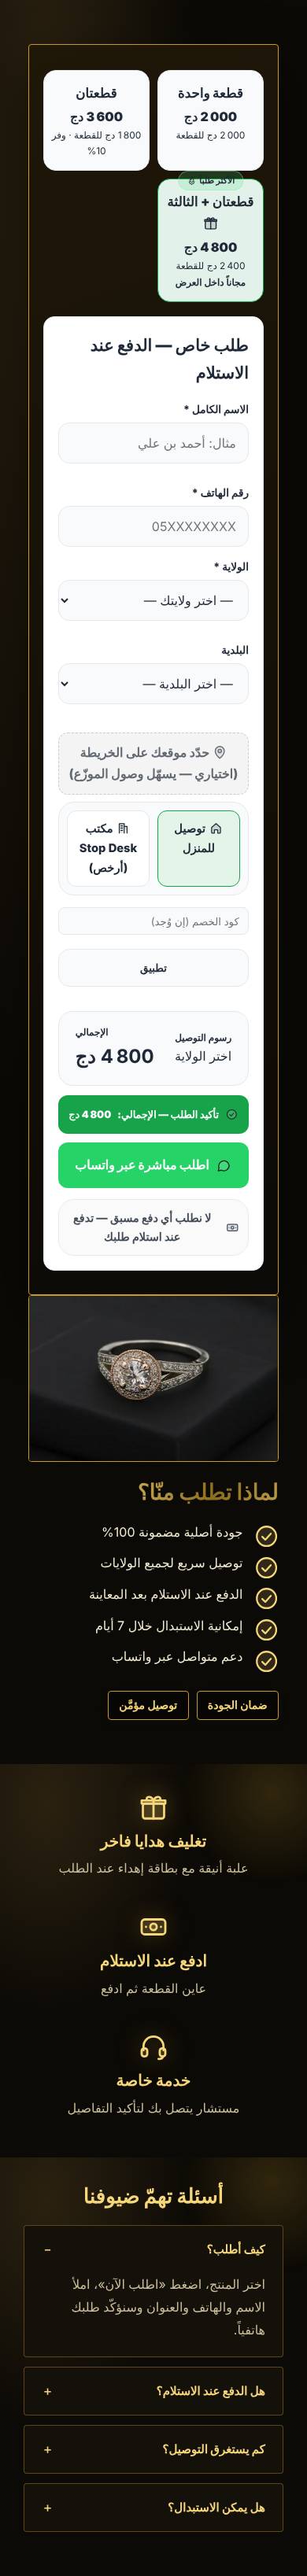 قطعة واحدة
2 000 دج
2 000 دج للقطعة
قطعتان
3 600 دج
1 800 دج للقطعة · وفر
10%
الأكثر طلبًا
قطعتان + الثالثة
4 800 دج
2 400 دج للقطعة
مجاناً داخل العرض
طلب خاص — الدفع عند
الاستلام
الاسم الكامل *
مثال: أحمد بن علي
رقم الهاتف *
05XXXXXXXX
الولاية *
— اختر ولايتك —
البلدية
— اختر البلدية —
حدّد موقعك على الخريطة
(اختياري — يسهّل وصول الموزّع)
توصيل
للمنزل
مكتب
Stop Desk
(أرخص)
كود الخصم (إن وُجد)
تطبيق
رسوم التوصيل
اختر الولاية
الإجمالي
4 800 دج
تأكيد الطلب — الإجمالي: 4 800 دج
اطلب مباشرة عبر واتساب
لا نطلب أي دفع مسبق — تدفع
عند استلام طلبك
لماذا تطلب منّا؟
جودة أصلية مضمونة 100%
توصيل سريع لجميع الولايات
الدفع عند الاستلام بعد المعاينة
إمكانية الاستبدال خلال 7 أيام
دعم متواصل عبر واتساب
ضمان الجودة
توصيل مؤمَّن
تغليف هدايا فاخر
علبة أنيقة مع بطاقة إهداء عند الطلب
ادفع عند الاستلام
عاين القطعة ثم ادفع
خدمة خاصة
مستشار يتصل بك لتأكيد التفاصيل
أسئلة تهمّ ضيوفنا
كيف أطلب؟ −
اختر المنتج، اضغط «اطلب الآن»، املأ
الاسم والهاتف والعنوان وسنؤكّد طلبك
هاتفياً.
هل الدفع عند الاستلام؟ +
كم يستغرق التوصيل؟ +
هل يمكن الاستبدال؟ +